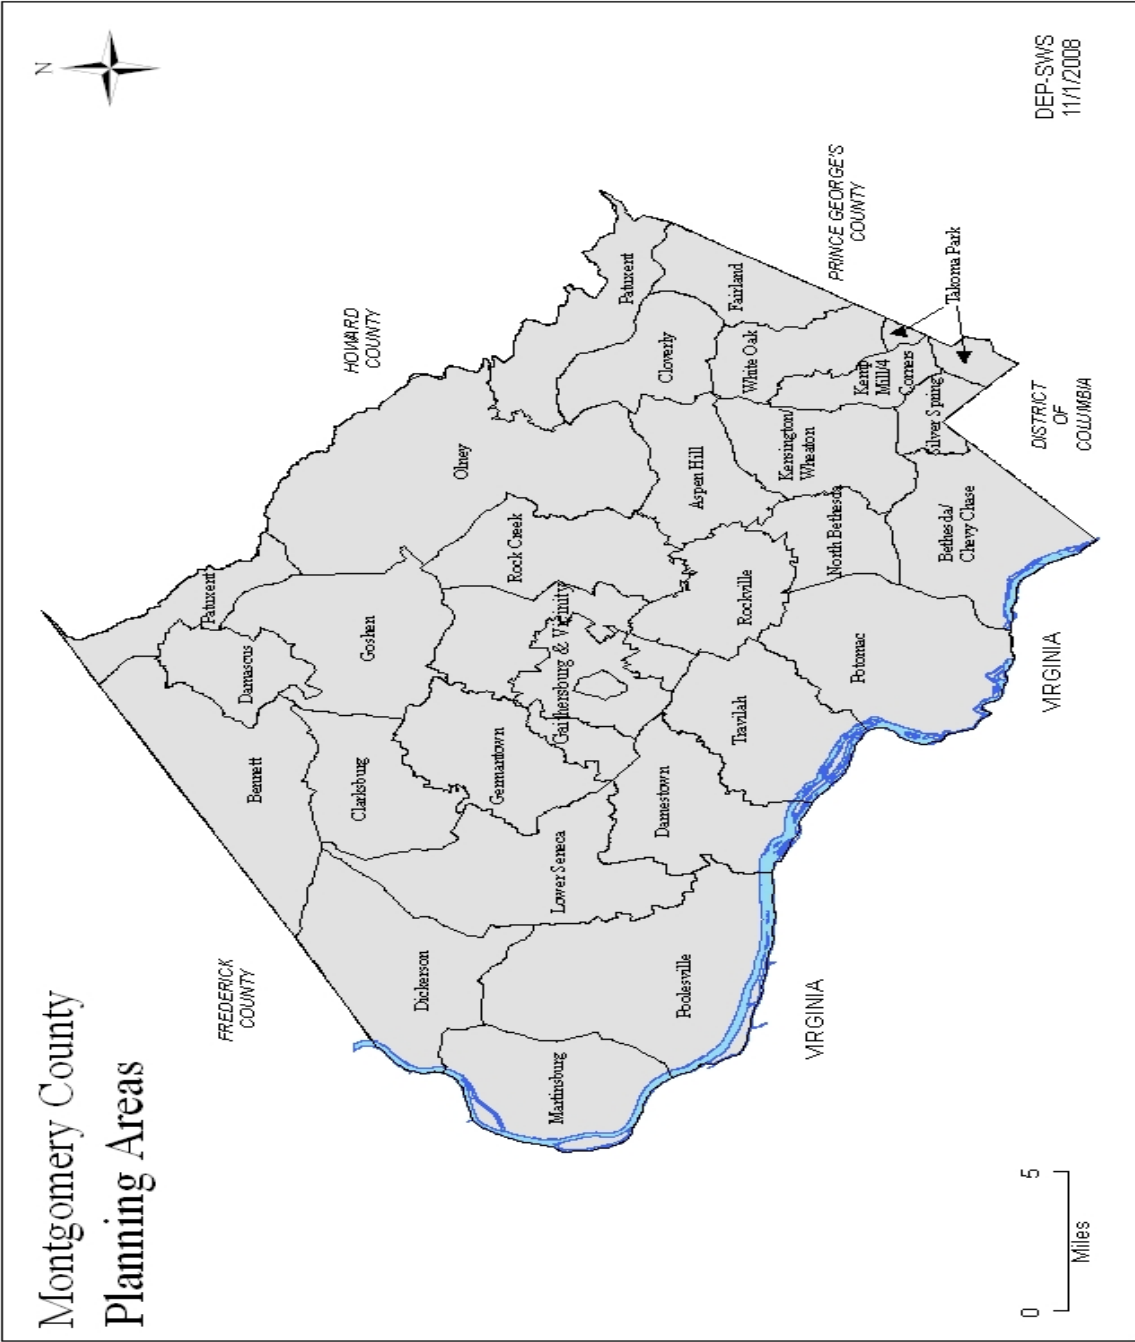 Montgomery County
Planning Areas
N
HOWARD
COUNTY
FREDERICK
COUNTY
Patuxent
Damascus
Bennett
Goshen
Clarksburg
Olney
Dickerson
Rock Creek
Germantown
Gaithersburg & Vicinity
Lower Seneca
Martinsburg
Patuxent
Cloverly
Fairland
Aspen Hill
White Oak
Poolesville
Darnestown
Travilah
Rockville
Kensington/
Wheaton
North Bethesda
Kemp
Mill/4
Corners
Potomac
Silver Spring
Bethesda/
Chevy Chase
Takoma Park
PRINCE GEORGE'S
COUNTY
DISTRICT
OF
COLUMBIA
VIRGINIA
VIRGINIA
0
5
Miles
DEP-SWS
11/1/2008